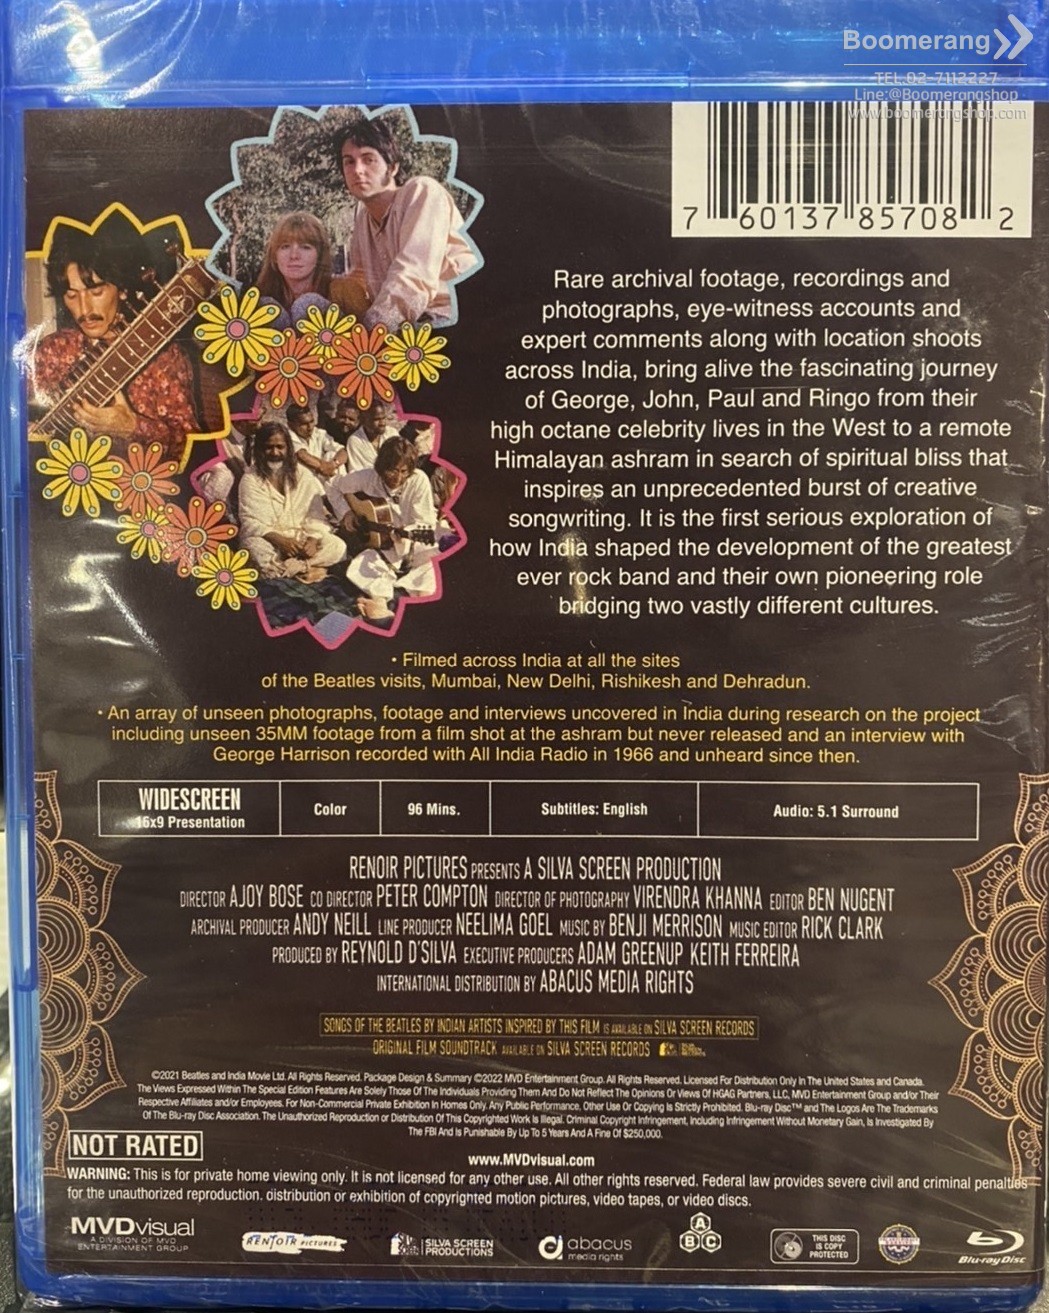 Boomerang
TEL.02-7112227
Line:@Boomerangshop
www.boomerangshop.com
7 60137 85708 2
Rare archival footage, recordings and
photographs, eye-witness accounts and
expert comments along with location shoots
across India, bring alive the fascinating journey
of George, John, Paul and Ringo from their
high octane celebrity lives in the West to a remote
Himalayan ashram in search of spiritual bliss that
inspires an unprecedented burst of creative
songwriting. It is the first serious exploration of
how India shaped the development of the greatest
ever rock band and their own pioneering role
bridging two vastly different cultures.
• Filmed across India at all the sites
of the Beatles visits, Mumbai, New Delhi, Rishikesh and Dehradun.
• An array of unseen photographs, footage and interviews uncovered in India during research on the project
including unseen 35MM footage from a film shot at the ashram but never released and an interview with
George Harrison recorded with All India Radio in 1966 and unheard since then.
WIDESCREEN
16x9 Presentation
Color
96 Mins.
Subtitles: English
Audio: 5.1 Surround
RENOIR PICTURES PRESENTS A SILVA SCREEN PRODUCTION
DIRECTOR AJOY BOSE CO DIRECTOR PETER COMPTON DIRECTOR OF PHOTOGRAPHY VIRENDRA KHANNA EDITOR BEN NUGENT
ARCHIVAL PRODUCER ANDY NEILL LINE PRODUCER NEELIMA GOEL MUSIC BY BENJI MERRISON MUSIC EDITOR RICK CLARK
PRODUCED BY REYNOLD D'SILVA EXECUTIVE PRODUCERS ADAM GREENUP KEITH FERREIRA
INTERNATIONAL DISTRIBUTION BY ABACUS MEDIA RIGHTS
SONGS OF THE BEATLES BY INDIAN ARTISTS INSPIRED BY THIS FILM IS AVAILABLE ON SILVA SCREEN RECORDS
ORIGINAL FILM SOUNDTRACK AVAILABLE ON SILVA SCREEN RECORDS
©2021 Beatles and India Movie Ltd. All Rights Reserved. Package Design & Summary ©2022 MVD Entertainment Group. All Rights Reserved. Licensed For Distribution Only In The United States and Canada.
The Views Expressed Within The Special Edition Features Are Solely Those Of The Individuals Providing Them And Do Not Reflect The Opinions Or Views Of HGAG Partners, LLC, MVD Entertainment Group and/or Their
Respective Affiliates and/or Employees. For Non-Commercial Private Exhibition In Homes Only. Any Public Performance, Other Use Or Copying Is Strictly Prohibited. Blu-ray Disc™ and The Logos Are The Trademarks
Of The Blu-ray Disc Association. The Unauthorized Reproduction or Distribution Of This Copyrighted Work Is Illegal. Criminal Copyright Infringement, Including Infringement Without Monetary Gain, Is Investigated By
The FBI And Is Punishable By Up To 5 Years And A Fine Of $250,000.
NOT RATED
www.MVDvisual.com
WARNING: This is for private home viewing only. It is not licensed for any other use. All other rights reserved. Federal law provides severe civil and criminal penalties
for the unauthorized reproduction, distribution or exhibition of copyrighted motion pictures, video tapes, or video discs.
MVDvisual
A DIVISION OF MVD
ENTERTAINMENT GROUP
RENOIR PICTURES
SILVA SCREEN
PRODUCTIONS
abacus
media rights
A
B C
THIS DISC
IS COPY
PROTECTED
Blu-ray Disc